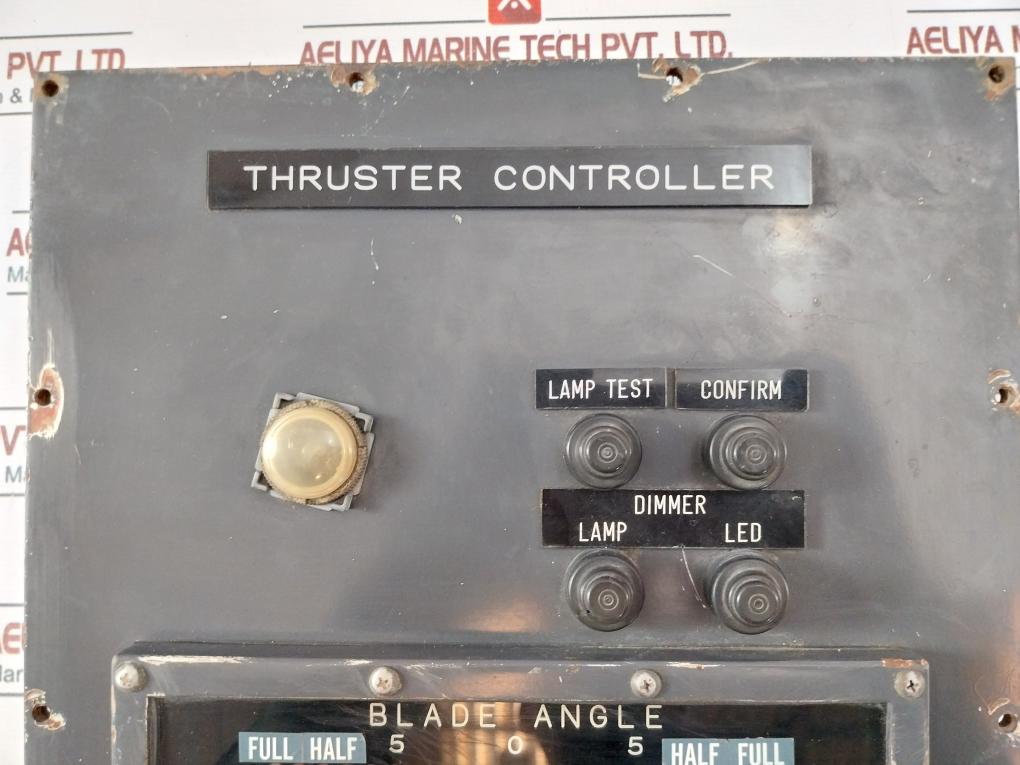 AELIYA MARINE TECH PVT. LTD.
PVT. LTD.
AELIYA
THRUSTER CONTROLLER
LAMP TEST CONFIRM
DIMMER
LAMP LED
BLADE ANGLE
5 0 5
FULL HALF HALF FULL